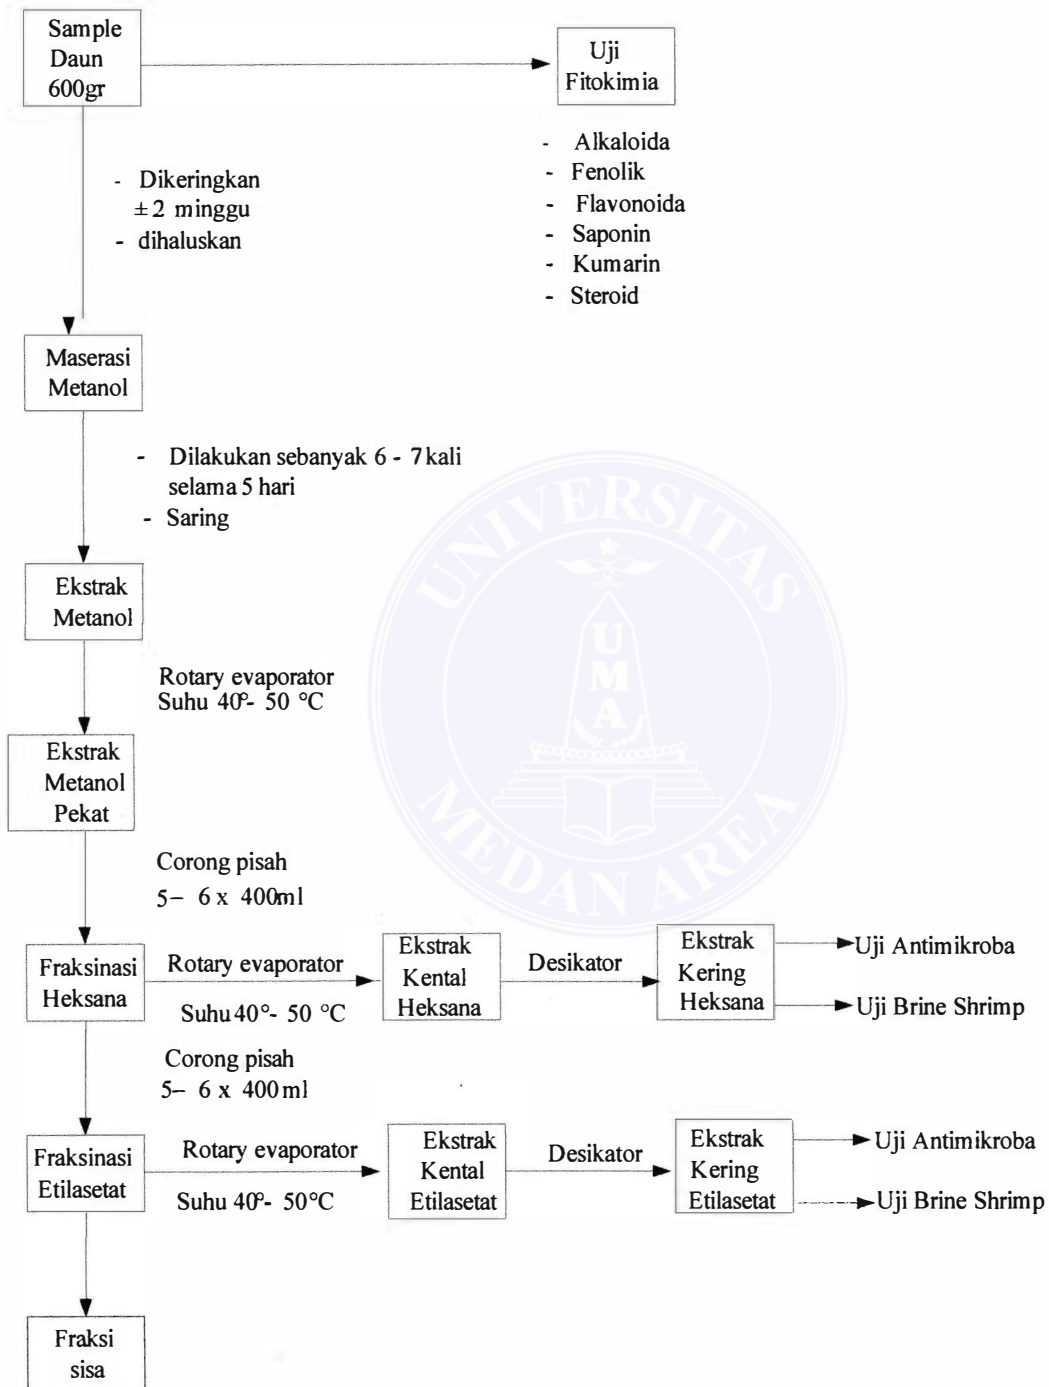 Sample
Daun
600gr
Uji
Fitokimia
- Alkaloida
- Fenolik
- Flavonoida
- Saponin
- Kumarin
- Steroid
- Dikeringkan
± 2 minggu
- dihaluskan
Maserasi
Metanol
- Dilakukan sebanyak 6 - 7 kali
selama 5 hari
- Saring
Ekstrak
Metanol
Rotary evaporator
Suhu 40°- 50 °C
Ekstrak
Metanol
Pekat
Corong pisah
5– 6 x 400ml
Fraksinasi
Heksana
Rotary evaporator
Suhu 40°- 50 °C
Ekstrak
Kental
Heksana
Desikator
Ekstrak
Kering
Heksana
Uji Antimikroba
Uji Brine Shrimp
Corong pisah
5– 6 x 400ml
Fraksinasi
Etilasetat
Rotary evaporator
Suhu 40°- 50°C
Ekstrak
Kental
Etilasetat
Desikator
Ekstrak
Kering
Etilasetat
Uji Antimikroba
Uji Brine Shrimp
Fraksi
sisa
UNIVERSITAS
UMA
MEDAN AREA